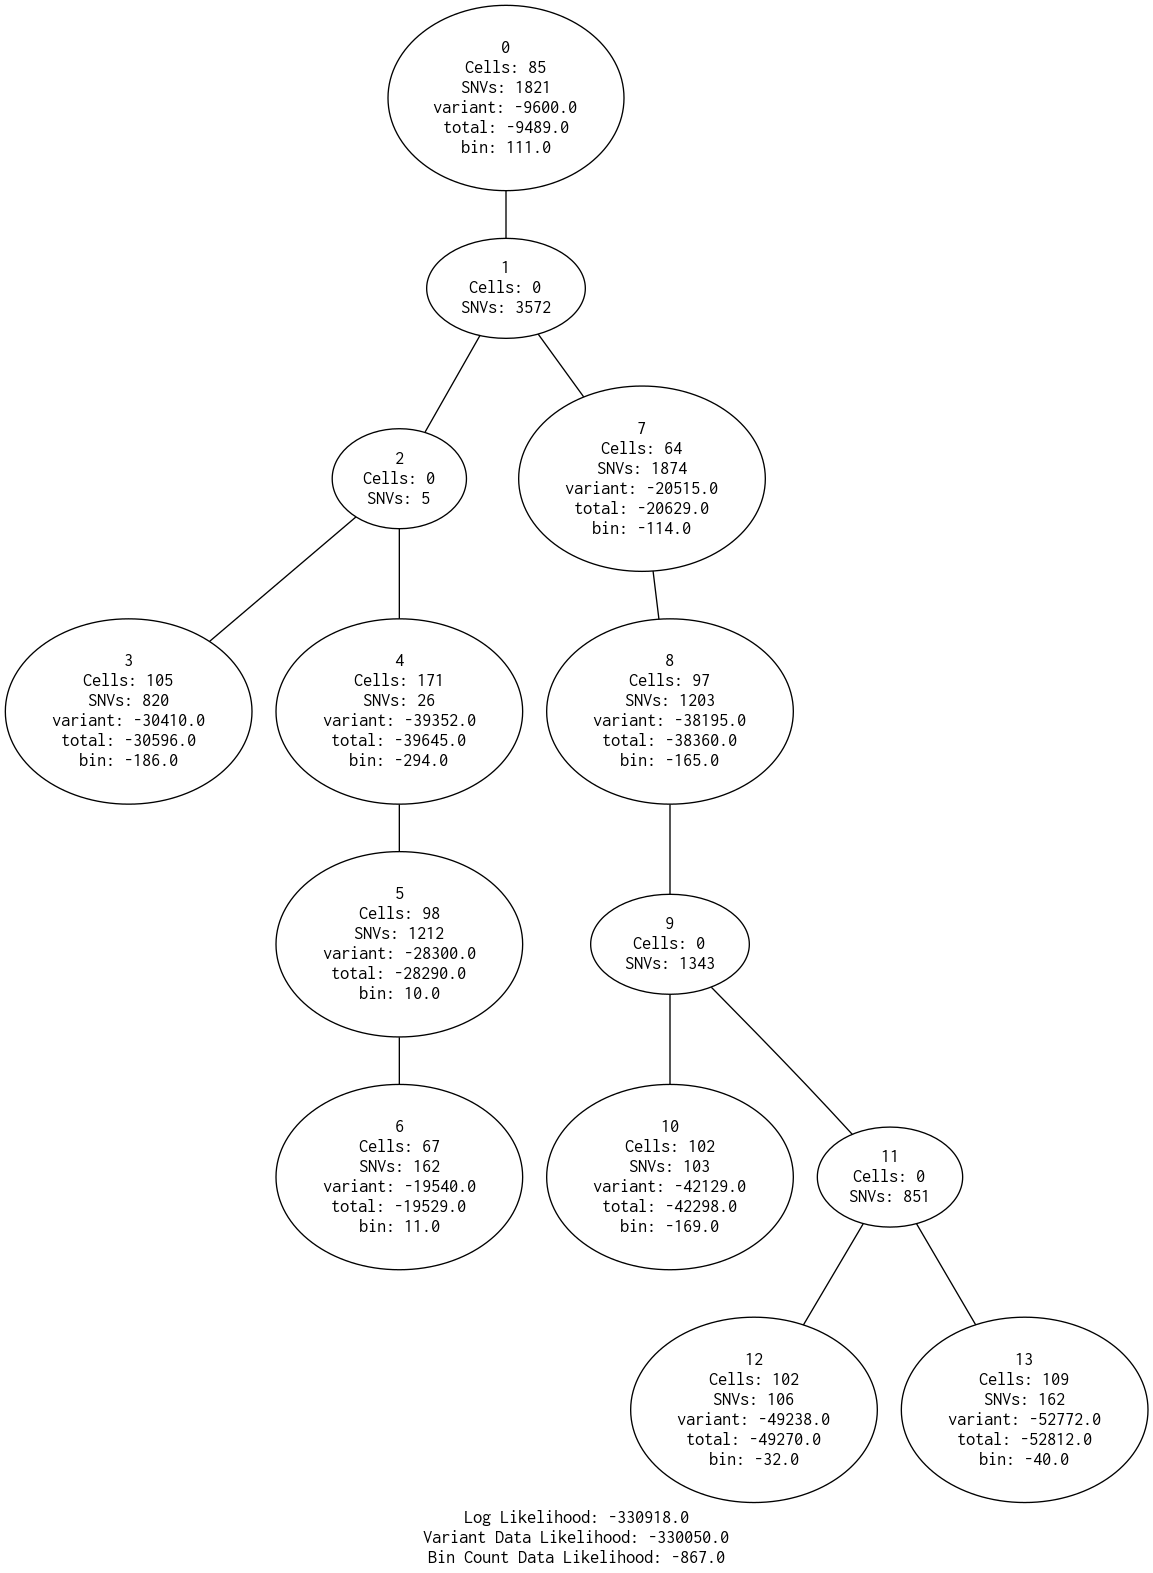 0
Cells: 85
SNVs: 1821
variant: -9600.0
total: -9489.0
bin: 111.0
1
Cells: 0
SNVs: 3572
2
Cells: 0
SNVs: 5
7
Cells: 64
SNVs: 1874
variant: -20515.0
total: -20629.0
bin: -114.0
3
Cells: 105
SNVs: 820
variant: -30410.0
total: -30596.0
bin: -186.0
4
Cells: 171
SNVs: 26
variant: -39352.0
total: -39645.0
bin: -294.0
8
Cells: 97
SNVs: 1203
variant: -38195.0
total: -38360.0
bin: -165.0
5
Cells: 98
SNVs: 1212
variant: -28300.0
total: -28290.0
bin: 10.0
9
Cells: 0
SNVs: 1343
6
Cells: 67
SNVs: 162
variant: -19540.0
total: -19529.0
bin: 11.0
10
Cells: 102
SNVs: 103
variant: -42129.0
total: -42298.0
bin: -169.0
11
Cells: 0
SNVs: 851
12
Cells: 102
SNVs: 106
variant: -49238.0
total: -49270.0
bin: -32.0
13
Cells: 109
SNVs: 162
variant: -52772.0
total: -52812.0
bin: -40.0
Log Likelihood: -330918.0
Variant Data Likelihood: -330050.0
Bin Count Data Likelihood: -867.0